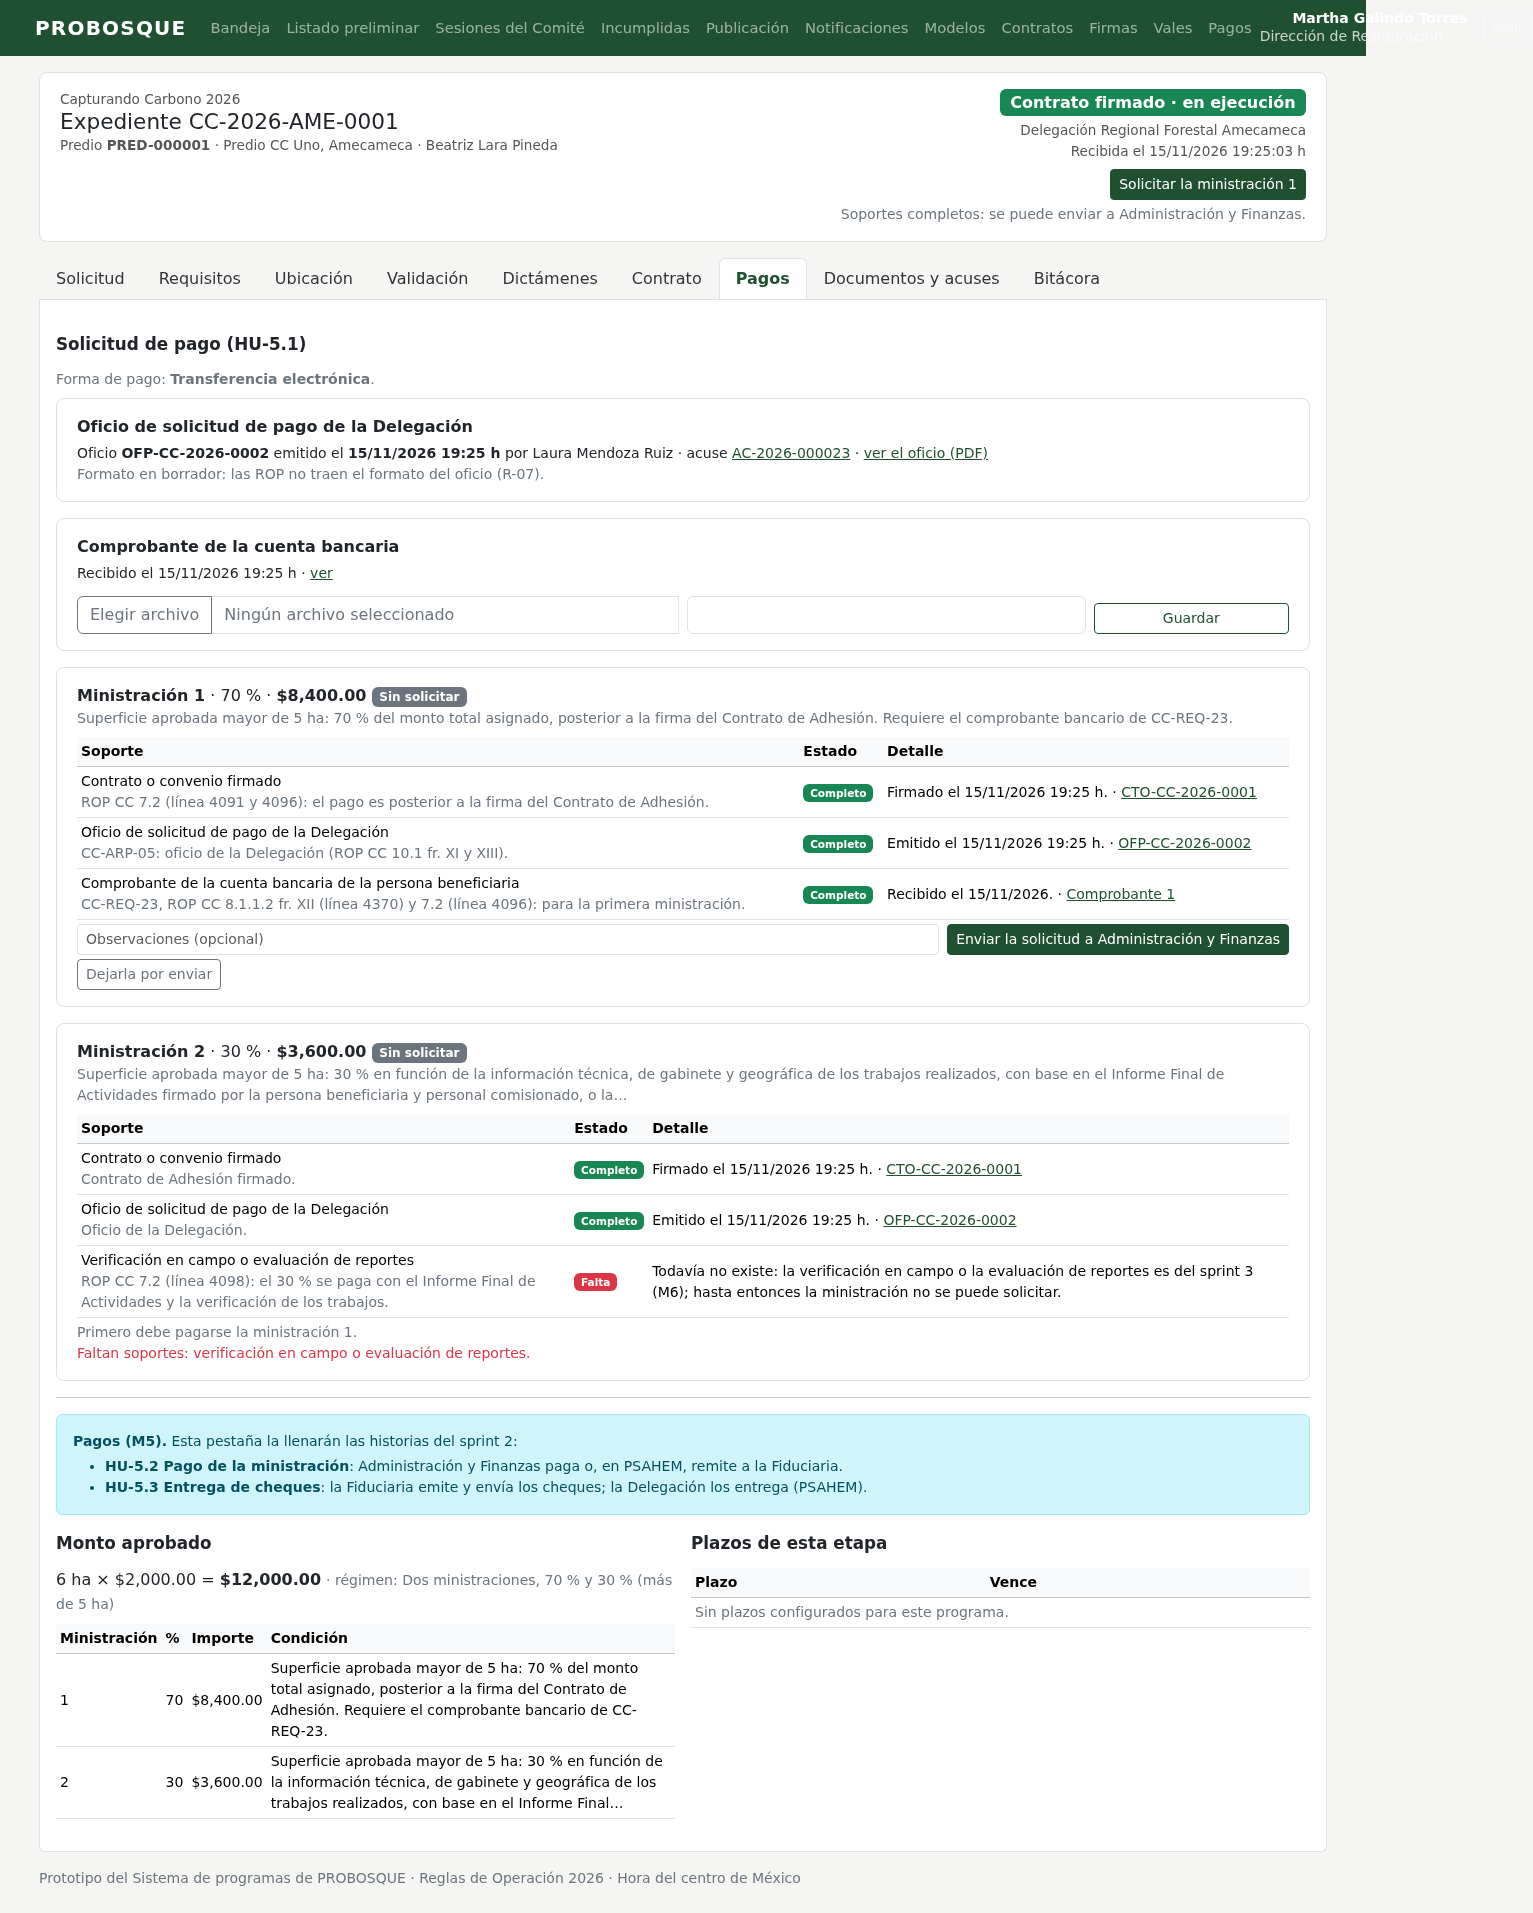 PROBOSQUE Bandeja Listado preliminar Sesiones del Comité Incumplidas Publicación Notificaciones Modelos Contratos Firmas Vales Pagos
Martha Galindo Torres
Dirección de Restauración
Capturando Carbono 2026
Expediente CC-2026-AME-0001
Predio PRED-000001 · Predio CC Uno, Amecameca · Beatriz Lara Pineda
Contrato firmado · en ejecución
Delegación Regional Forestal Amecameca
Recibida el 15/11/2026 19:25:03 h
Solicitar la ministración 1
Soportes completos: se puede enviar a Administración y Finanzas.
Solicitud Requisitos Ubicación Validación Dictámenes Contrato Pagos Documentos y acuses Bitácora
Solicitud de pago (HU-5.1)
Forma de pago: Transferencia electrónica.
Oficio de solicitud de pago de la Delegación
Oficio OFP-CC-2026-0002 emitido el 15/11/2026 19:25 h por Laura Mendoza Ruiz · acuse AC-2026-000023 · ver el oficio (PDF)
Formato en borrador: las ROP no traen el formato del oficio (R-07).
Comprobante de la cuenta bancaria
Recibido el 15/11/2026 19:25 h · ver
Elegir archivo Ningún archivo seleccionado Guardar
Ministración 1 · 70 % · $8,400.00 Sin solicitar
Superficie aprobada mayor de 5 ha: 70 % del monto total asignado, posterior a la firma del Contrato de Adhesión. Requiere el comprobante bancario de CC-REQ-23.
Soporte Estado Detalle
Contrato o convenio firmado
ROP CC 7.2 (línea 4091 y 4096): el pago es posterior a la firma del Contrato de Adhesión.
Completo Firmado el 15/11/2026 19:25 h. · CTO-CC-2026-0001
Oficio de solicitud de pago de la Delegación
CC-ARP-05: oficio de la Delegación (ROP CC 10.1 fr. XI y XIII).
Completo Emitido el 15/11/2026 19:25 h. · OFP-CC-2026-0002
Comprobante de la cuenta bancaria de la persona beneficiaria
CC-REQ-23, ROP CC 8.1.1.2 fr. XII (línea 4370) y 7.2 (línea 4096): para la primera ministración.
Completo Recibido el 15/11/2026. · Comprobante 1
Observaciones (opcional) Enviar la solicitud a Administración y Finanzas
Dejarla por enviar
Ministración 2 · 30 % · $3,600.00 Sin solicitar
Superficie aprobada mayor de 5 ha: 30 % en función de la información técnica, de gabinete y geográfica de los trabajos realizados, con base en el Informe Final de
Actividades firmado por la persona beneficiaria y personal comisionado, o la…
Soporte Estado Detalle
Contrato o convenio firmado
Contrato de Adhesión firmado.
Completo Firmado el 15/11/2026 19:25 h. · CTO-CC-2026-0001
Oficio de solicitud de pago de la Delegación
Oficio de la Delegación.
Completo Emitido el 15/11/2026 19:25 h. · OFP-CC-2026-0002
Verificación en campo o evaluación de reportes
ROP CC 7.2 (línea 4098): el 30 % se paga con el Informe Final de
Actividades y la verificación de los trabajos.
Falta
Todavía no existe: la verificación en campo o la evaluación de reportes es del sprint 3
(M6); hasta entonces la ministración no se puede solicitar.
Primero debe pagarse la ministración 1.
Faltan soportes: verificación en campo o evaluación de reportes.
Pagos (M5). Esta pestaña la llenarán las historias del sprint 2:
• HU-5.2 Pago de la ministración: Administración y Finanzas paga o, en PSAHEM, remite a la Fiduciaria.
• HU-5.3 Entrega de cheques: la Fiduciaria emite y envía los cheques; la Delegación los entrega (PSAHEM).
Monto aprobado
6 ha × $2,000.00 = $12,000.00 · régimen: Dos ministraciones, 70 % y 30 % (más
de 5 ha)
Ministración % Importe Condición
1 70 $8,400.00
Superficie aprobada mayor de 5 ha: 70 % del monto
total asignado, posterior a la firma del Contrato de
Adhesión. Requiere el comprobante bancario de CC-
REQ-23.
2 30 $3,600.00
Superficie aprobada mayor de 5 ha: 30 % en función de
la información técnica, de gabinete y geográfica de los
trabajos realizados, con base en el Informe Final…
Plazos de esta etapa
Plazo Vence
Sin plazos configurados para este programa.
Prototipo del Sistema de programas de PROBOSQUE · Reglas de Operación 2026 · Hora del centro de México